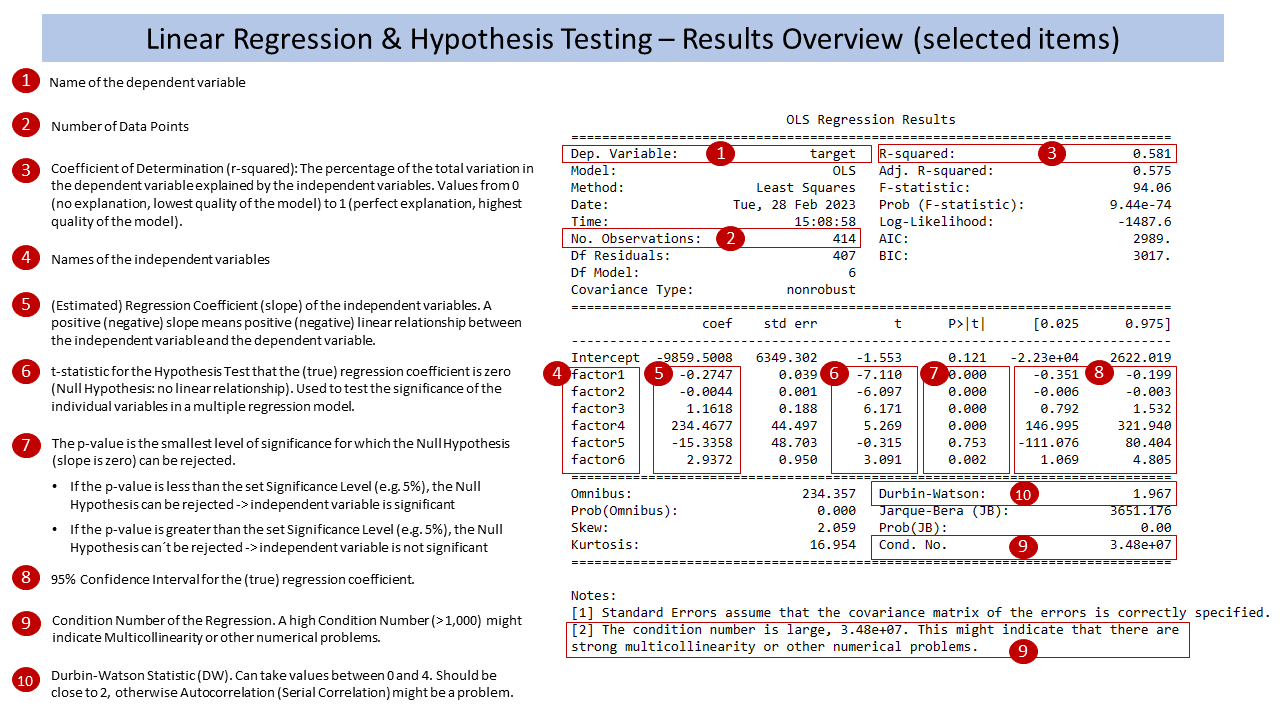 Linear Regression & Hypothesis Testing – Results Overview (selected items)
1 Name of the dependent variable
2 Number of Data Points
3 Coefficient of Determination (r-squared): The percentage of the total variation in
the dependent variable explained by the independent variables. Values from 0
(no explanation, lowest quality of the model) to 1 (perfect explanation, highest
quality of the model).
4 Names of the independent variables
5 (Estimated) Regression Coefficient (slope) of the independent variables. A
positive (negative) slope means positive (negative) linear relationship between
the independent variable and the dependent variable.
6 t-statistic for the Hypothesis Test that the (true) regression coefficient is zero
(Null Hypothesis: no linear relationship). Used to test the significance of the
individual variables in a multiple regression model.
7 The p-value is the smallest level of significance for which the Null Hypothesis
(slope is zero) can be rejected.
• If the p-value is less than the set Significance Level (e.g. 5%), the Null
Hypothesis can be rejected -> independent variable is significant
• If the p-value is greater than the set Significance Level (e.g. 5%), the Null
Hypothesis can´t be rejected -> independent variable is not significant
8 95% Confidence Interval for the (true) regression coefficient.
9 Condition Number of the Regression. A high Condition Number (>1,000) might
indicate Multicollinearity or other numerical problems.
10 Durbin-Watson Statistic (DW). Can take values between 0 and 4. Should be
close to 2, otherwise Autocorrelation (Serial Correlation) might be a problem.
OLS Regression Results
==============================================================================
Dep. Variable: 1 target R-squared: 3 0.581
Model: OLS Adj. R-squared: 0.575
Method: Least Squares F-statistic: 94.06
Date: Tue, 28 Feb 2023 Prob (F-statistic): 9.44e-74
Time: 15:08:58 Log-Likelihood: -1487.6
No. Observations: 2 414 AIC: 2989.
Df Residuals: 407 BIC: 3017.
Df Model: 6
Covariance Type: nonrobust
==============================================================================
coef std err t P>|t| [0.025 0.975]
------------------------------------------------------------------------------
Intercept -9859.5008 6349.302 -1.553 0.121 -2.23e+04 2622.019
4 factor1 5 -0.2747 0.039 6 -7.110 7 0.000 -0.351 8 -0.199
factor2 -0.0044 0.001 -6.097 0.000 -0.006 -0.003
factor3 1.1618 0.188 6.171 0.000 0.792 1.532
factor4 234.4677 44.497 5.269 0.000 146.995 321.940
factor5 -15.3358 48.703 -0.315 0.753 -111.076 80.404
factor6 2.9372 0.950 3.091 0.002 1.069 4.805
==============================================================================
Omnibus: 234.357 Durbin-Watson: 10 1.967
Prob(Omnibus): 0.000 Jarque-Bera (JB): 3651.176
Skew: 2.059 Prob(JB): 0.00
Kurtosis: 16.954 Cond. No. 9 3.48e+07
==============================================================================
Notes:
[1] Standard Errors assume that the covariance matrix of the errors is correctly specified.
[2] The condition number is large, 3.48e+07. This might indicate that there are
strong multicollinearity or other numerical problems. 9